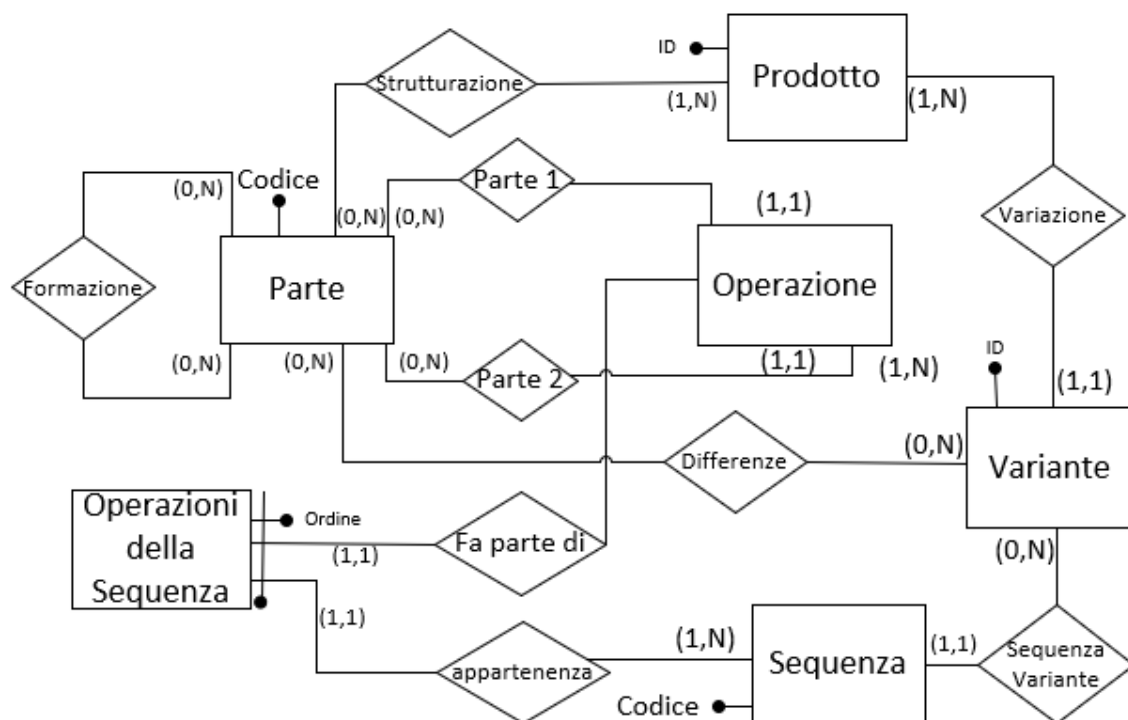 ID
Prodotto
Strutturazione
(1,N)
(1,N)
Codice
Parte 1
(0,N)
(0,N)
(0,N)
(1,1)
Variazione
Formazione
Parte
Operazione
(0,N)
(0,N)
(0,N)
Parte 2
(1,1)
(1,N)
ID
(1,1)
Differenze
(0,N)
Variante
Operazioni
della
Sequenza
Ordine
(1,1)
Fa parte di
(0,N)
(1,1)
appartenenza
(1,N)
Sequenza
(1,1)
Sequenza
Variante
Codice